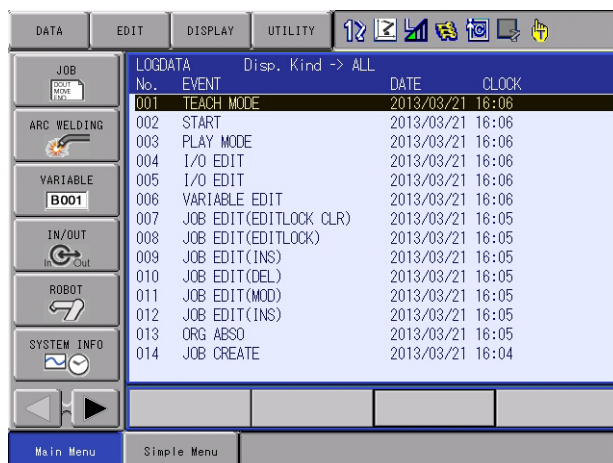 DATA EDIT DISPLAY UTILITY
JOB
DOUT
MOVE
END
ARC WELDING
VARIABLE
B001
IN/OUT
In Out
ROBOT
SYSTEM INFO
LOGDATA Disp. Kind -> ALL
No. EVENT DATE CLOCK
001 TEACH MODE 2013/03/21 16:06
002 START 2013/03/21 16:06
003 PLAY MODE 2013/03/21 16:06
004 I/O EDIT 2013/03/21 16:06
005 I/O EDIT 2013/03/21 16:06
006 VARIABLE EDIT 2013/03/21 16:06
007 JOB EDIT(EDITLOCK CLR) 2013/03/21 16:05
008 JOB EDIT(EDITLOCK) 2013/03/21 16:05
009 JOB EDIT(INS) 2013/03/21 16:05
010 JOB EDIT(DEL) 2013/03/21 16:05
011 JOB EDIT(MOD) 2013/03/21 16:05
012 JOB EDIT(INS) 2013/03/21 16:05
013 ORG ABSO 2013/03/21 16:05
014 JOB CREATE 2013/03/21 16:04
Main Menu Simple Menu